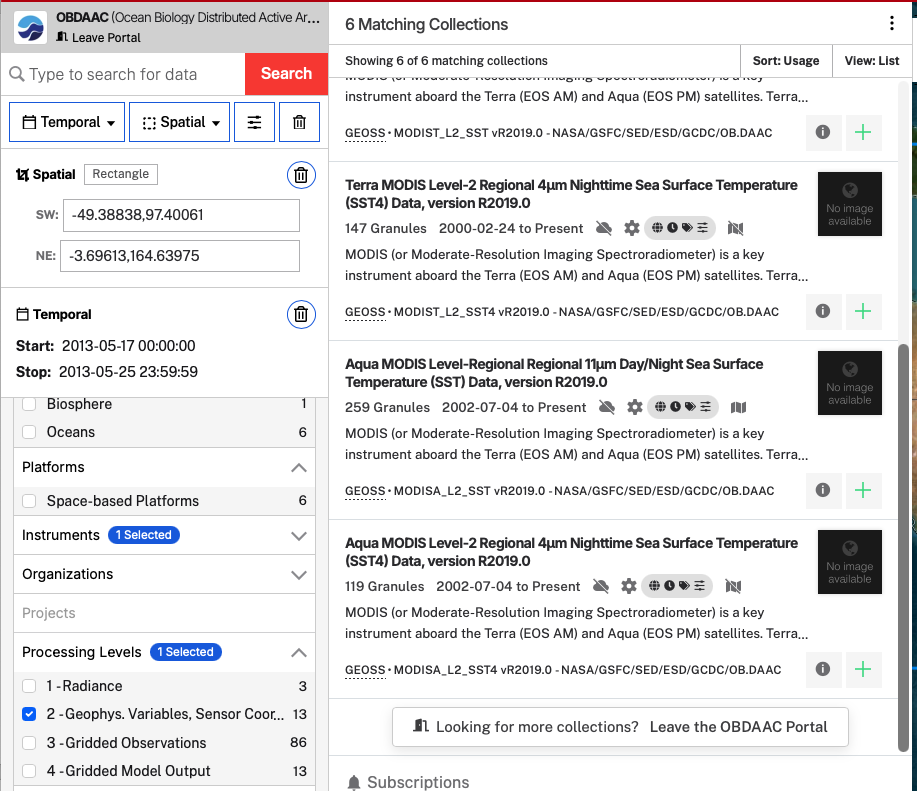 OBDAAC (Ocean Biology Distributed Active Ar...
Leave Portal
Type to search for data
Search
Temporal
Spatial
Spatial
Rectangle
SW: -49.38838,97.40061
NE: -3.69613,164.63975
Temporal
Start: 2013-05-17 00:00:00
Stop: 2013-05-25 23:59:59
Biosphere 1
Oceans 6
Platforms
Space-based Platforms 6
Instruments 1 Selected
Organizations
Projects
Processing Levels 1 Selected
1 - Radiance 3
2 - Geophys. Variables, Sensor Coor... 13
3 - Gridded Observations 86
4 - Gridded Model Output 13
6 Matching Collections
Showing 6 of 6 matching collections
Sort: Usage
View: List
MODIS (or Moderate-Resolution Imaging Spectroradiometer) is a key
instrument aboard the Terra (EOS AM) and Aqua (EOS PM) satellites. Terra...
GEOSS • MODIST_L2_SST vR2019.0 - NASA/GSFC/SED/ESD/GCDC/OB.DAAC
Terra MODIS Level-2 Regional 4µm Nighttime Sea Surface Temperature
(SST4) Data, version R2019.0
147 Granules 2000-02-24 to Present
MODIS (or Moderate-Resolution Imaging Spectroradiometer) is a key
instrument aboard the Terra (EOS AM) and Aqua (EOS PM) satellites. Terra...
GEOSS • MODIST_L2_SST4 vR2019.0 - NASA/GSFC/SED/ESD/GCDC/OB.DAAC
No image
available
Aqua MODIS Level-Regional Regional 11µm Day/Night Sea Surface
Temperature (SST) Data, version R2019.0
259 Granules 2002-07-04 to Present
MODIS (or Moderate-Resolution Imaging Spectroradiometer) is a key
instrument aboard the Terra (EOS AM) and Aqua (EOS PM) satellites. Terra...
GEOSS • MODISA_L2_SST vR2019.0 - NASA/GSFC/SED/ESD/GCDC/OB.DAAC
No image
available
Aqua MODIS Level-2 Regional 4µm Nighttime Sea Surface Temperature
(SST4) Data, version R2019.0
119 Granules 2002-07-04 to Present
MODIS (or Moderate-Resolution Imaging Spectroradiometer) is a key
instrument aboard the Terra (EOS AM) and Aqua (EOS PM) satellites. Terra...
GEOSS • MODISA_L2_SST4 vR2019.0 - NASA/GSFC/SED/ESD/GCDC/OB.DAAC
No image
available
Looking for more collections? Leave the OBDAAC Portal
Subscriptions